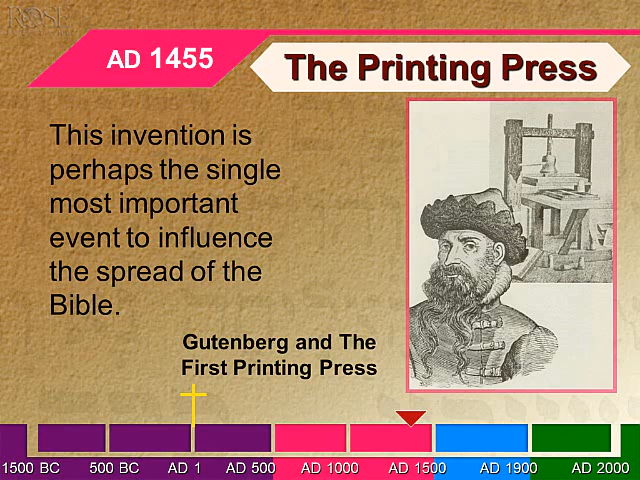 ROSE
AD 1455
The Printing Press
This invention is
perhaps the single
most important
event to influence
the spread of the
Bible.
Gutenberg and The
First Printing Press
1500 BC 500 BC AD 1 AD 500 AD 1000 AD 1500 AD 1900 AD 2000